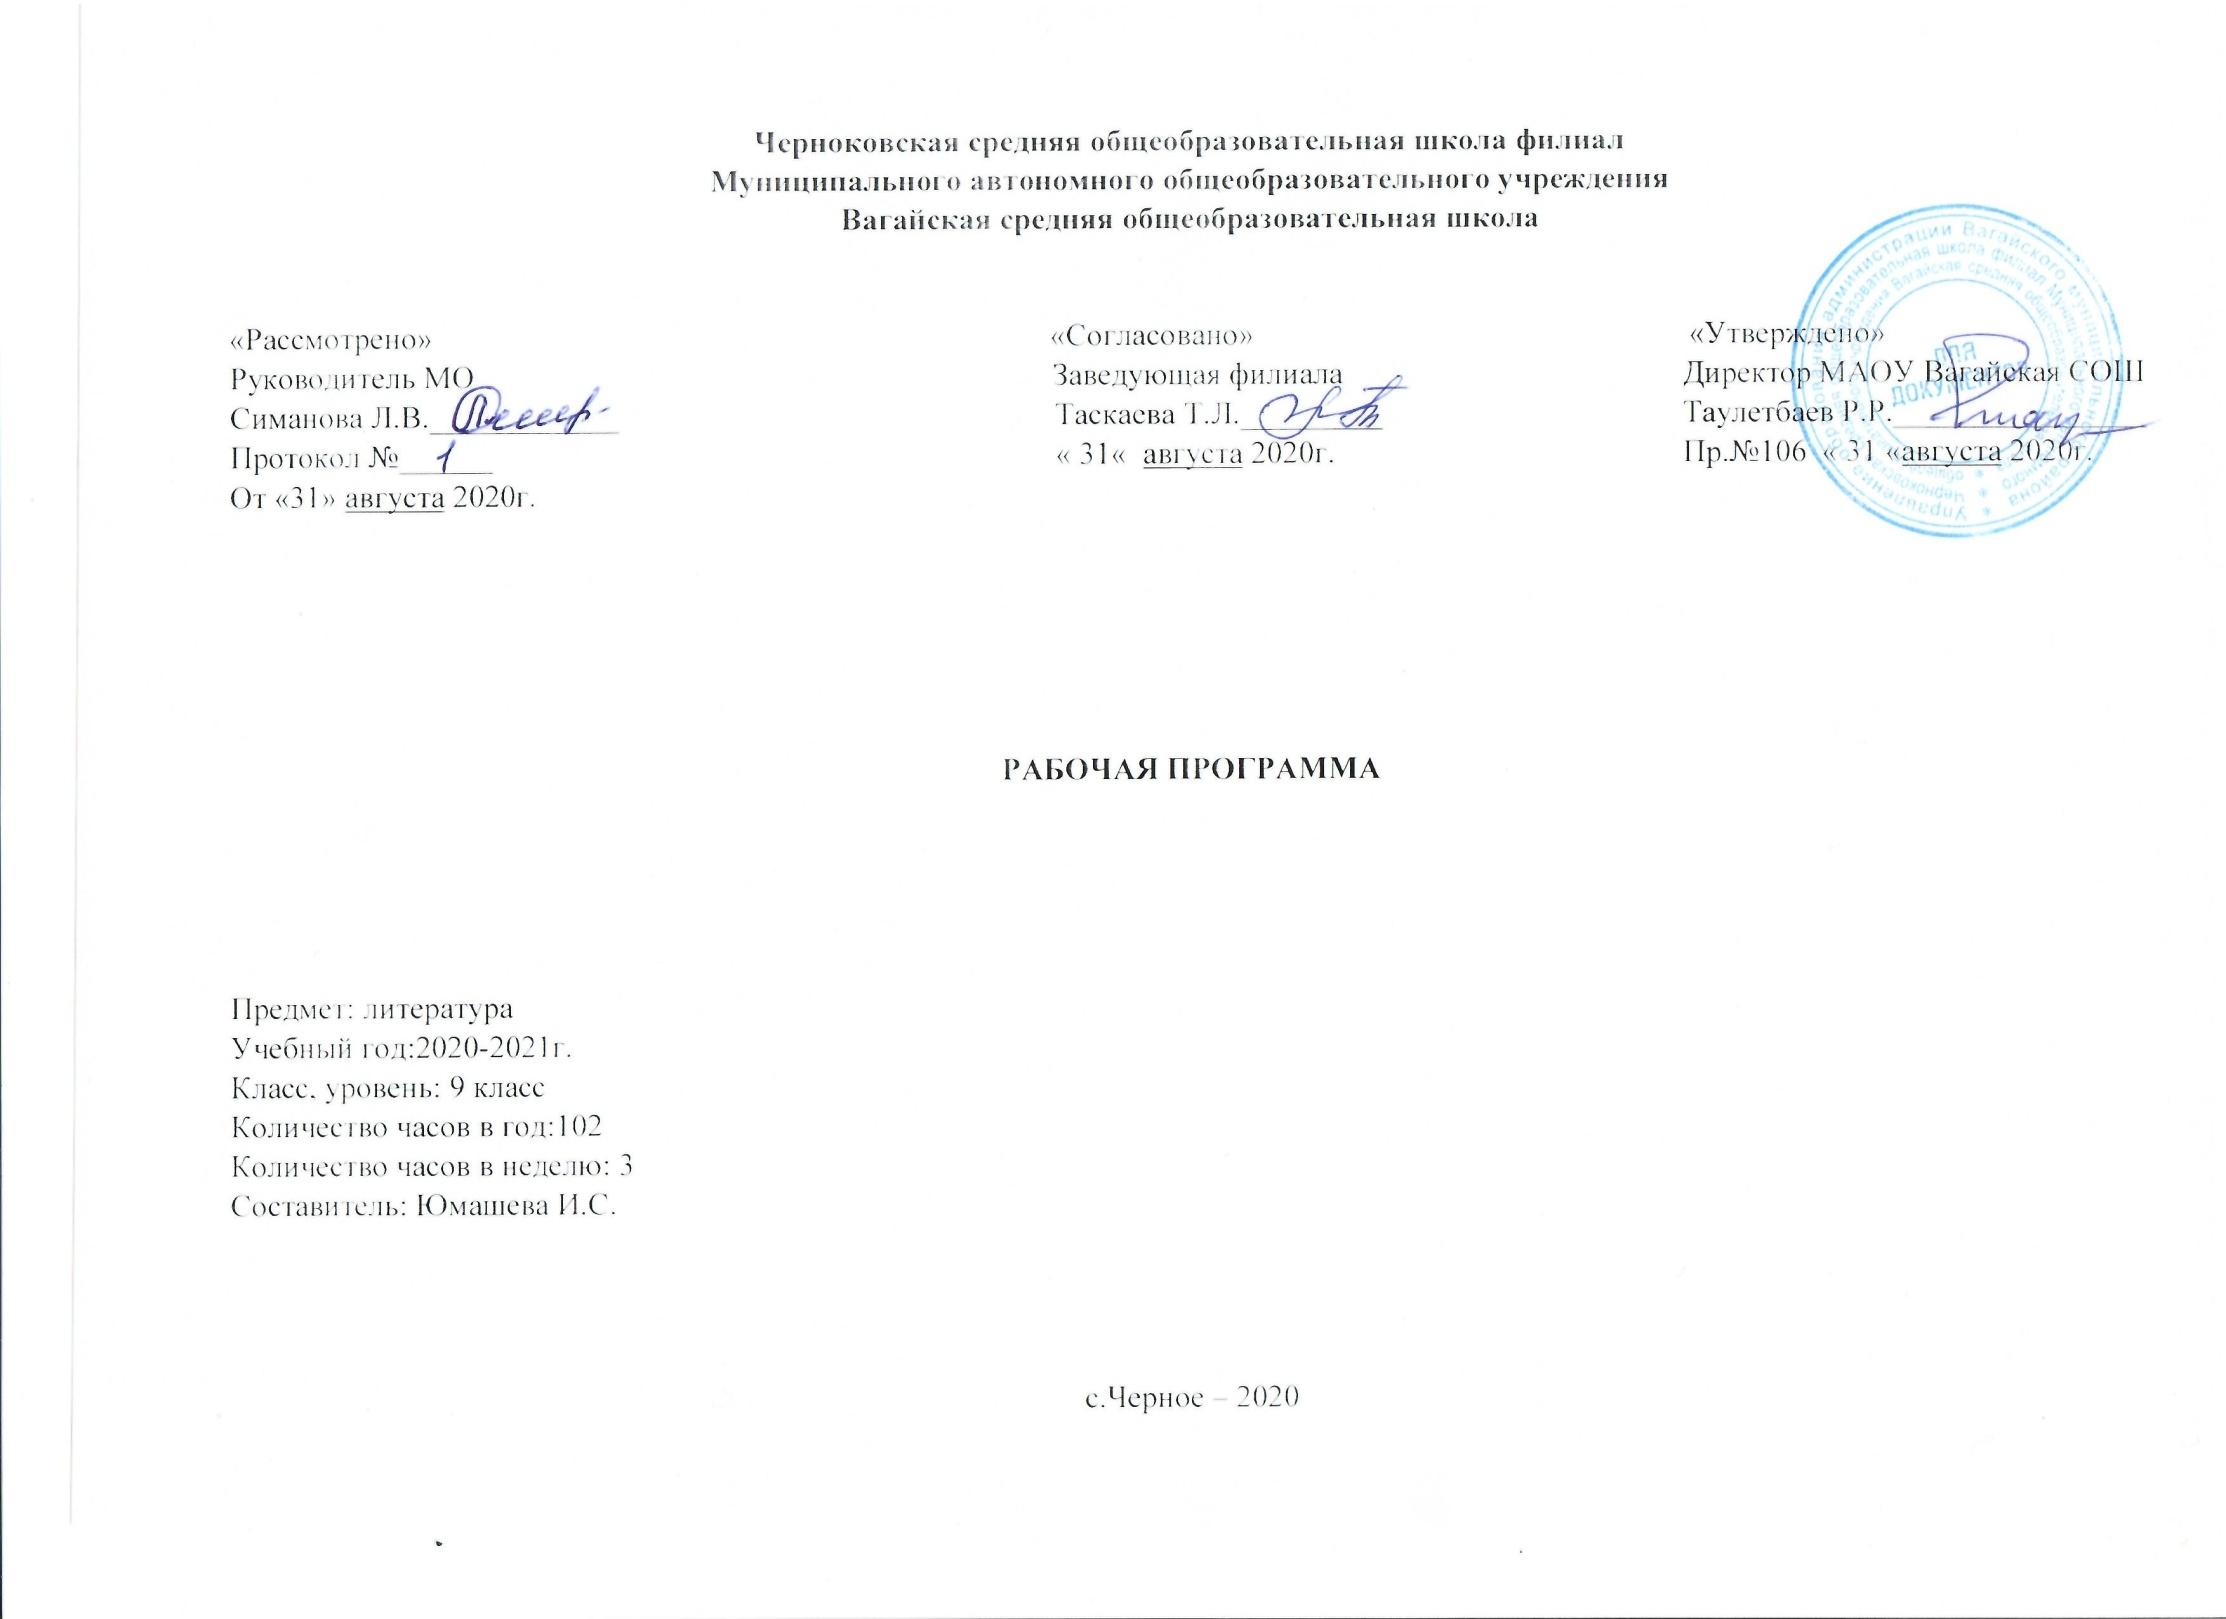 Черноковская средняя общеобразовательная школа филиал
Муниципального автономного общеобразовательного учреждения
Вагайская средняя общеобразовательная школа
«Рассмотрено»
Руководитель МО
Симанова Л.В.
Протокол № 1
От «31» августа 2020г.
«Согласовано»
Заведующая филиала
Таскаева Т.Л.
« 31« августа 2020г.
«Утверждено»
Директор МАОУ Вагайская СОШ
Таулетбаев Р.Р.
Пр.№106 « 31 «августа 2020г.
ДЛЯ
ДОКУМЕНТОВ
РАБОЧАЯ ПРОГРАММА
Предмет: литература
Учебный год:2020-2021г.
Класс, уровень: 9 класс
Количество часов в год:102
Количество часов в неделю: 3
Составитель: Юмашева И.С.
с.Черное – 2020